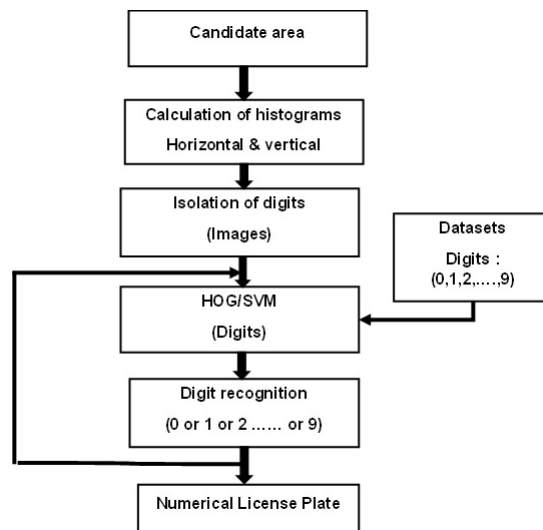 Candidate area
Calculation of histograms
Horizontal & vertical
Isolation of digits
(Images)
Datasets
Digits :
(0,1,2,....,9)
HOG/SVM
(Digits)
Digit recognition
(0 or 1 or 2 ...... or 9)
Numerical License Plate